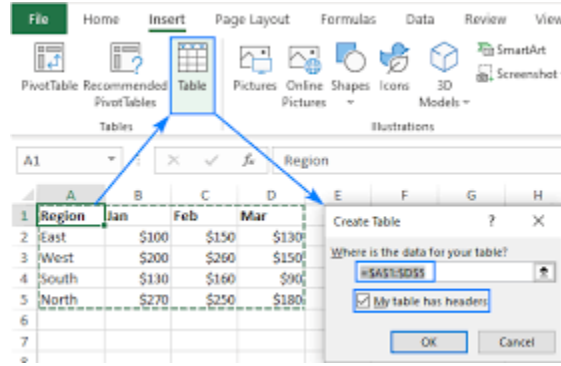 File Home Insert Page Layout Formulas Data Review View
PivotTable Recommended PivotTables Table Pictures Online Pictures Shapes Icons 3D Models SmartArt Screenshot
Tables Illustrations
A1 fx Region
A B C D E F G H
1 Region Jan Feb Mar
2 East $100 $150 $130
3 West $200 $260 $150
4 South $130 $160 $90
5 North $270 $250 $180
6
7
8
Create Table ? ×
Where is the data for your table?
=$A$1:$D$5
My table has headers
OK Cancel